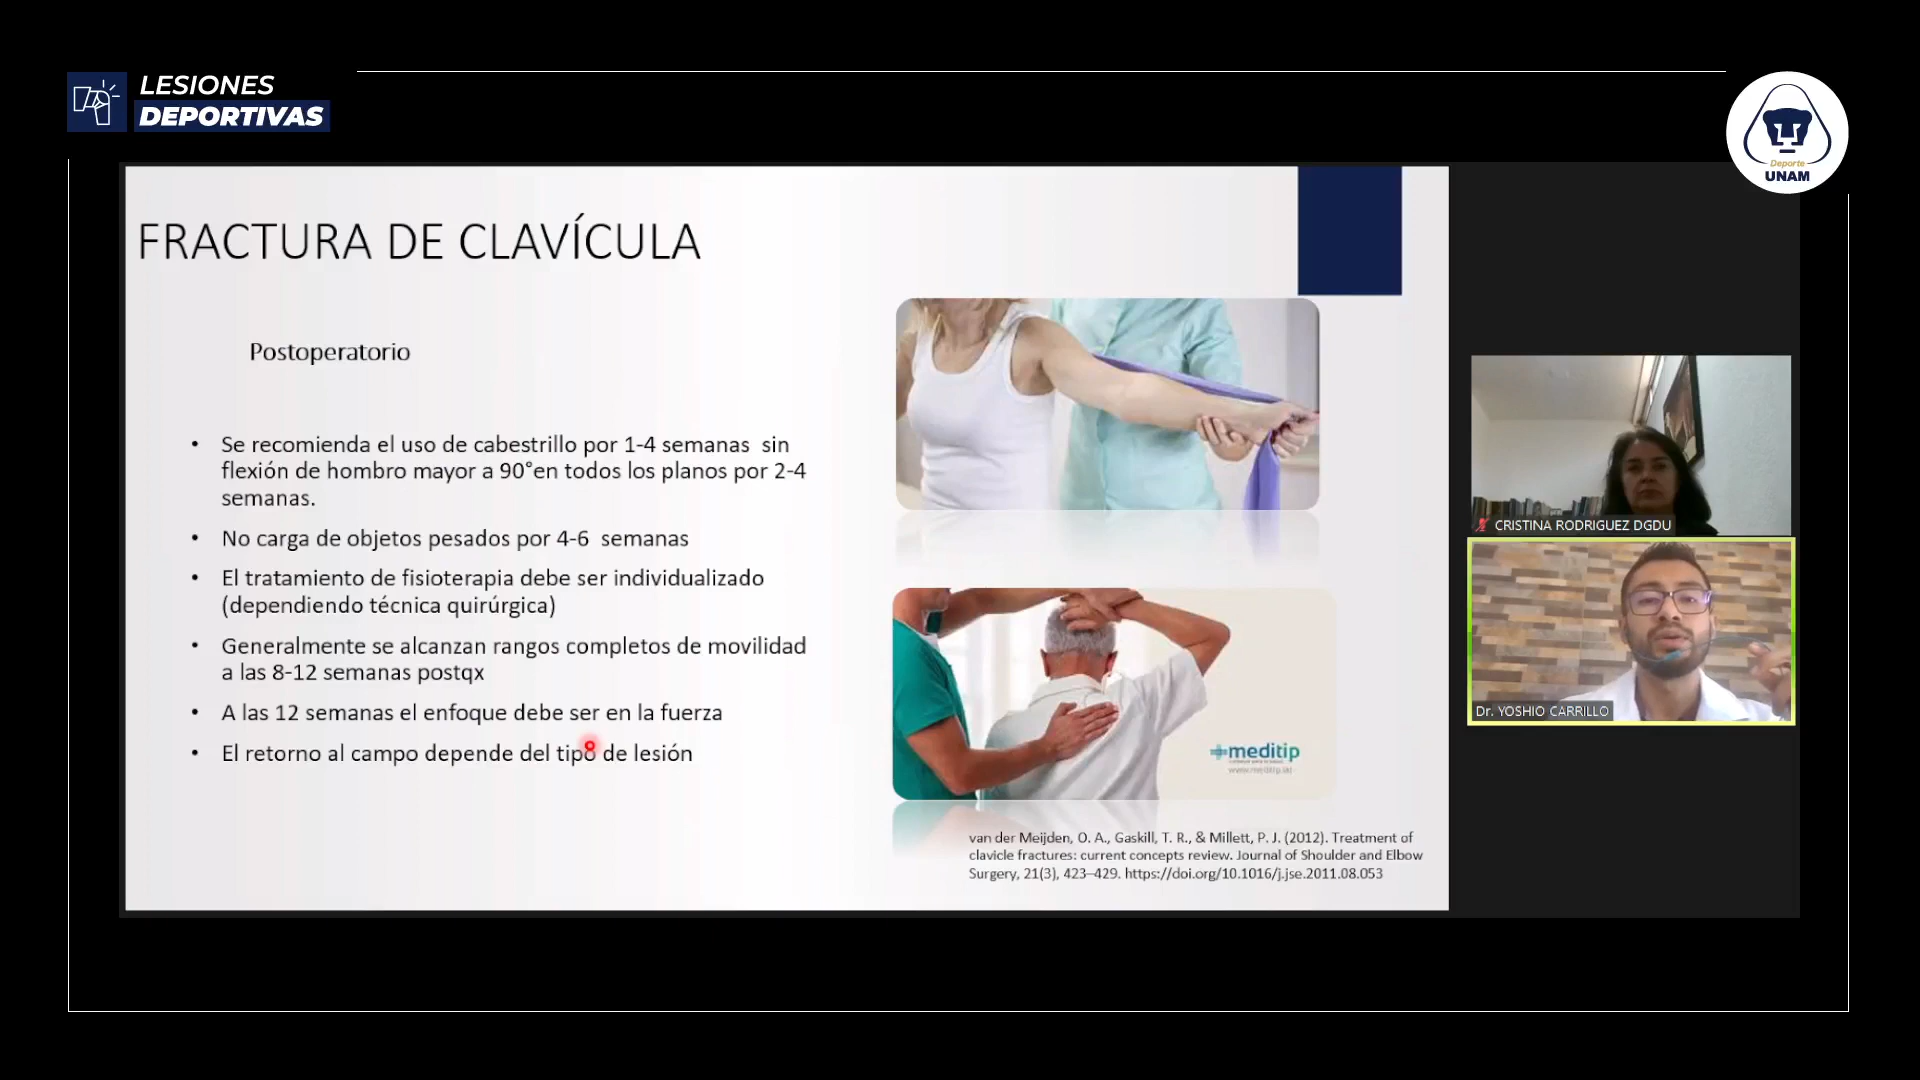 LESIONES
DEPORTIVAS
Deporte
UNAM
FRACTURA DE CLAVÍCULA
Postoperatorio
• Se recomienda el uso de cabestrillo por 1-4 semanas  sin
flexión de hombro mayor a 90°en todos los planos por 2-4
semanas.
• No carga de objetos pesados por 4-6  semanas
• El tratamiento de fisioterapia debe ser individualizado
(dependiendo técnica quirúrgica)
• Generalmente se alcanzan rangos completos de movilidad
a las 8-12 semanas postqx
• A las 12 semanas el enfoque debe ser en la fuerza
• El retorno al campo depende del tipo de lesión
meditip
van der Meijden, O. A., Gaskill, T. R., & Millett, P. J. (2012). Treatment of
clavicle fractures: current concepts review. Journal of Shoulder and Elbow
Surgery, 21(3), 423–429. https://doi.org/10.1016/j.jse.2011.08.053
CRISTINA RODRIGUEZ DGDU
Dr. YOSHIO CARRILLO